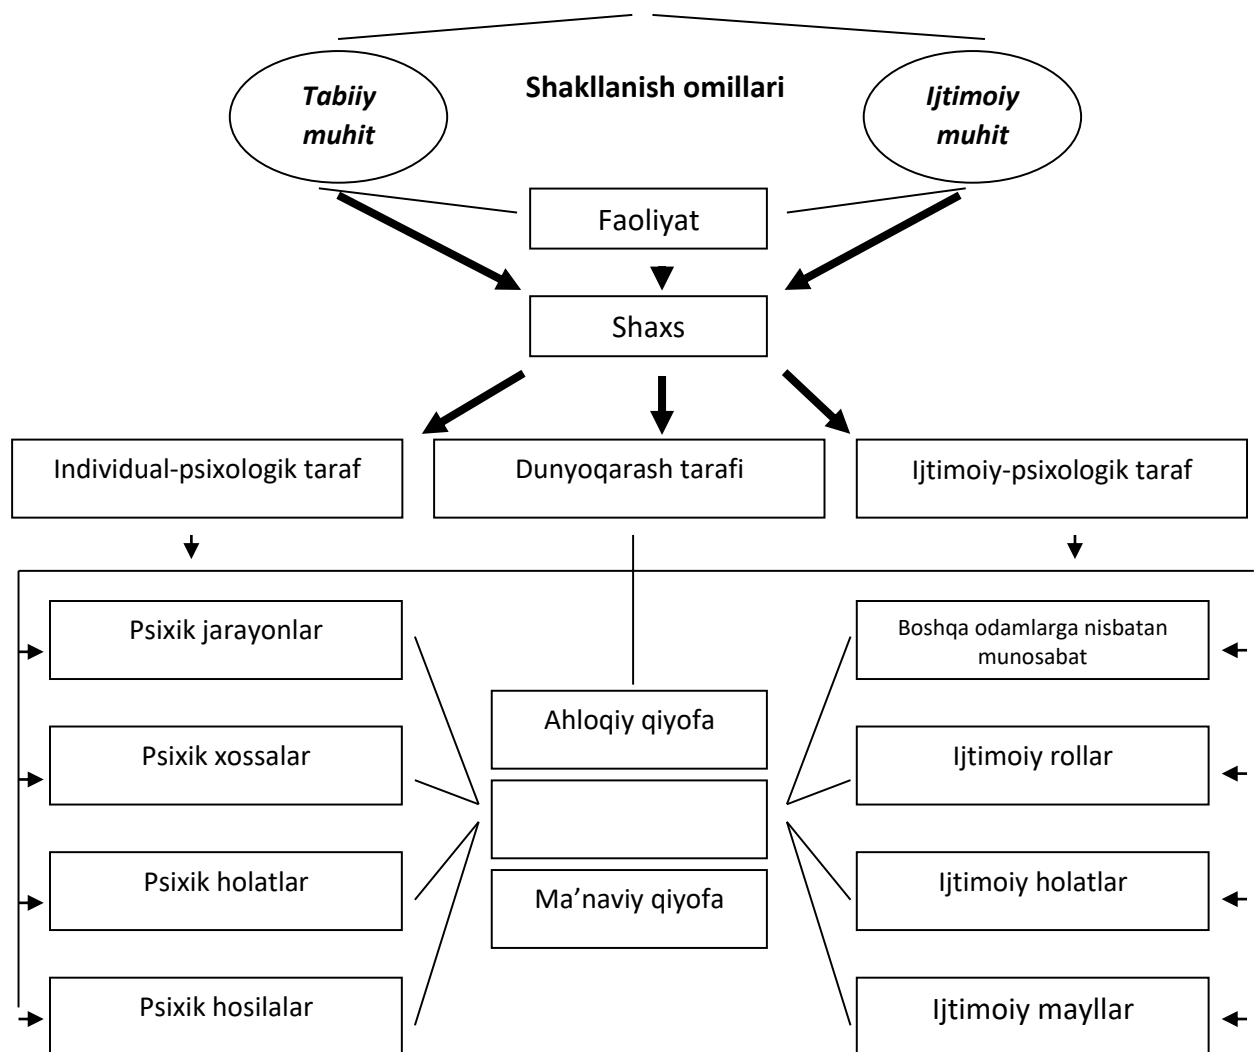 Tabiiy
muhit
Shakllanish omillari
Ijtimoiy
muhit
Faoliyat
Shaxs
Individual-psixologik taraf
Dunyoqarash tarafi
Ijtimoiy-psixologik taraf
Psixik jarayonlar
Boshqa odamlarga nisbatan
munosabat
Ahloqiy qiyofa
Psixik xossalar
Ijtimoiy rollar
Psixik holatlar
Ma’naviy qiyofa
Ijtimoiy holatlar
Psixik hosilalar
Ijtimoiy mayllar